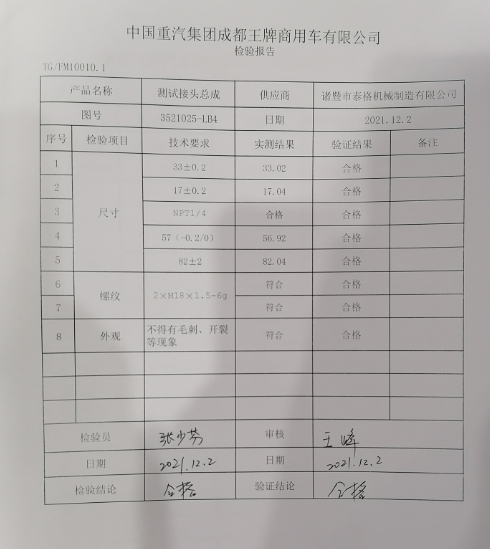 中国重汽集团成都王牌商用车有限公司
检验报告
TG/FM10010.1
产品名称 测试接头总成 供应商 诸暨市泰格机械制造有限公司
图号 3521025-LB4 日期 2021.12.2
序号 检验项目 技术要求 实测结果 验证结果 备注
1 33±0.2 33.02 合格
2 17±0.2 17.04 合格
3 尺寸 NPT1/4 合格 合格
4 57（-0.2/0） 56.92 合格
5 82±2 82.04 合格
6 螺纹 2×M18×1.5-6g 符合 合格
7 符合 合格
8 外观 不得有毛刺、开裂 符合 合格
等现象
检验员 张少芬 审核 王峰
日期 2021.12.2 日期 2021.12.2
检验结论 合格 验证结论 合格